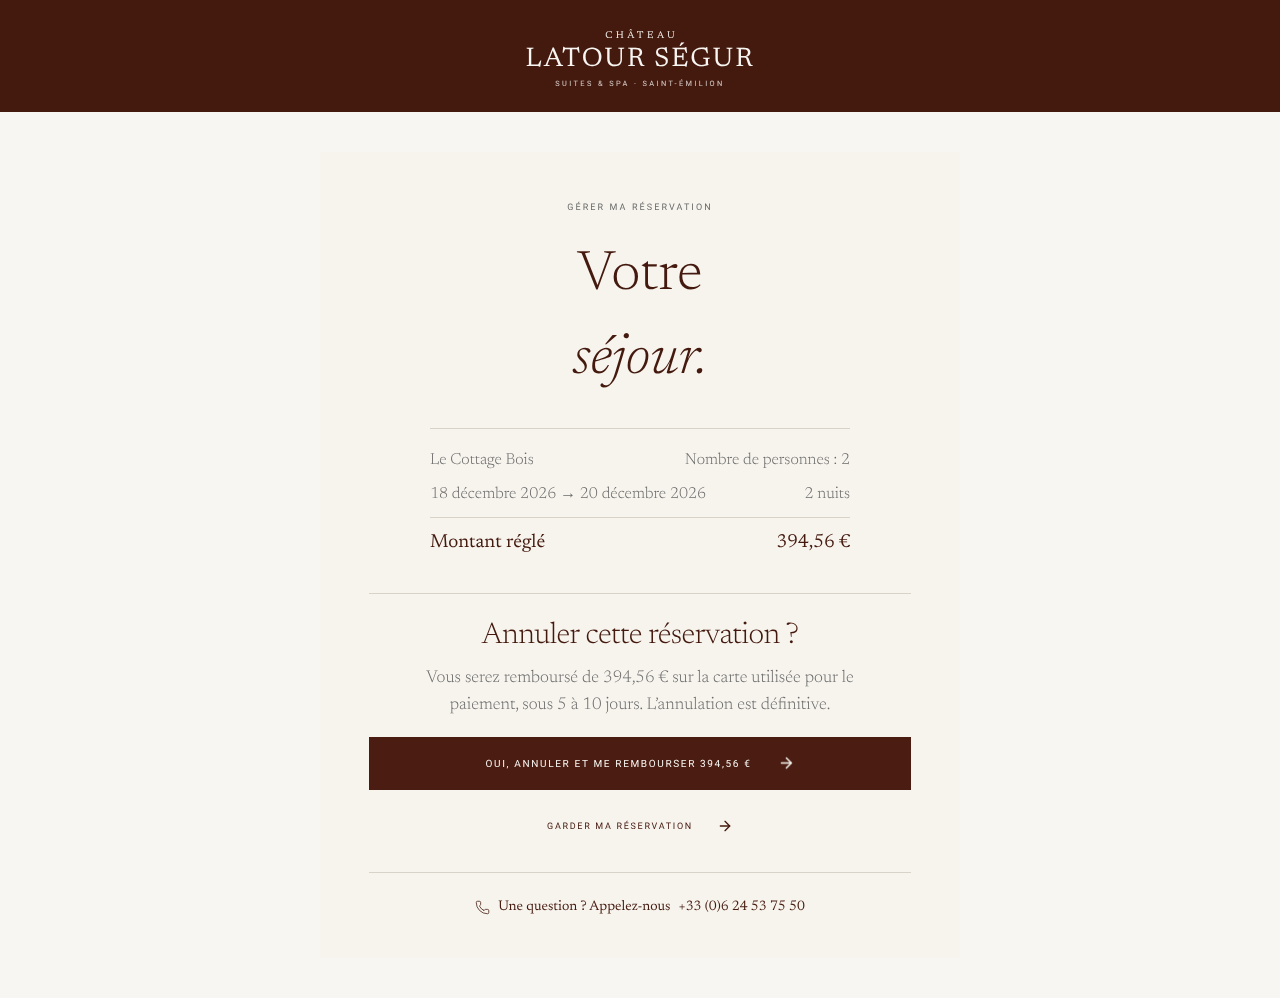 CHÂTEAU
LATOUR SÉGUR
SUITES & SPA · SAINT-ÉMILION
GÉRER MA RÉSERVATION
Votre
séjour.
Le Cottage Bois Nombre de personnes : 2
18 décembre 2026 → 20 décembre 2026 2 nuits
Montant réglé 394,56 €
Annuler cette réservation ?
Vous serez remboursé de 394,56 € sur la carte utilisée pour le
paiement, sous 5 à 10 jours. L’annulation est définitive.
OUI, ANNULER ET ME REMBOURSER 394,56 € →
GARDER MA RÉSERVATION →
Une question ? Appelez-nous +33 (0)6 24 53 75 50